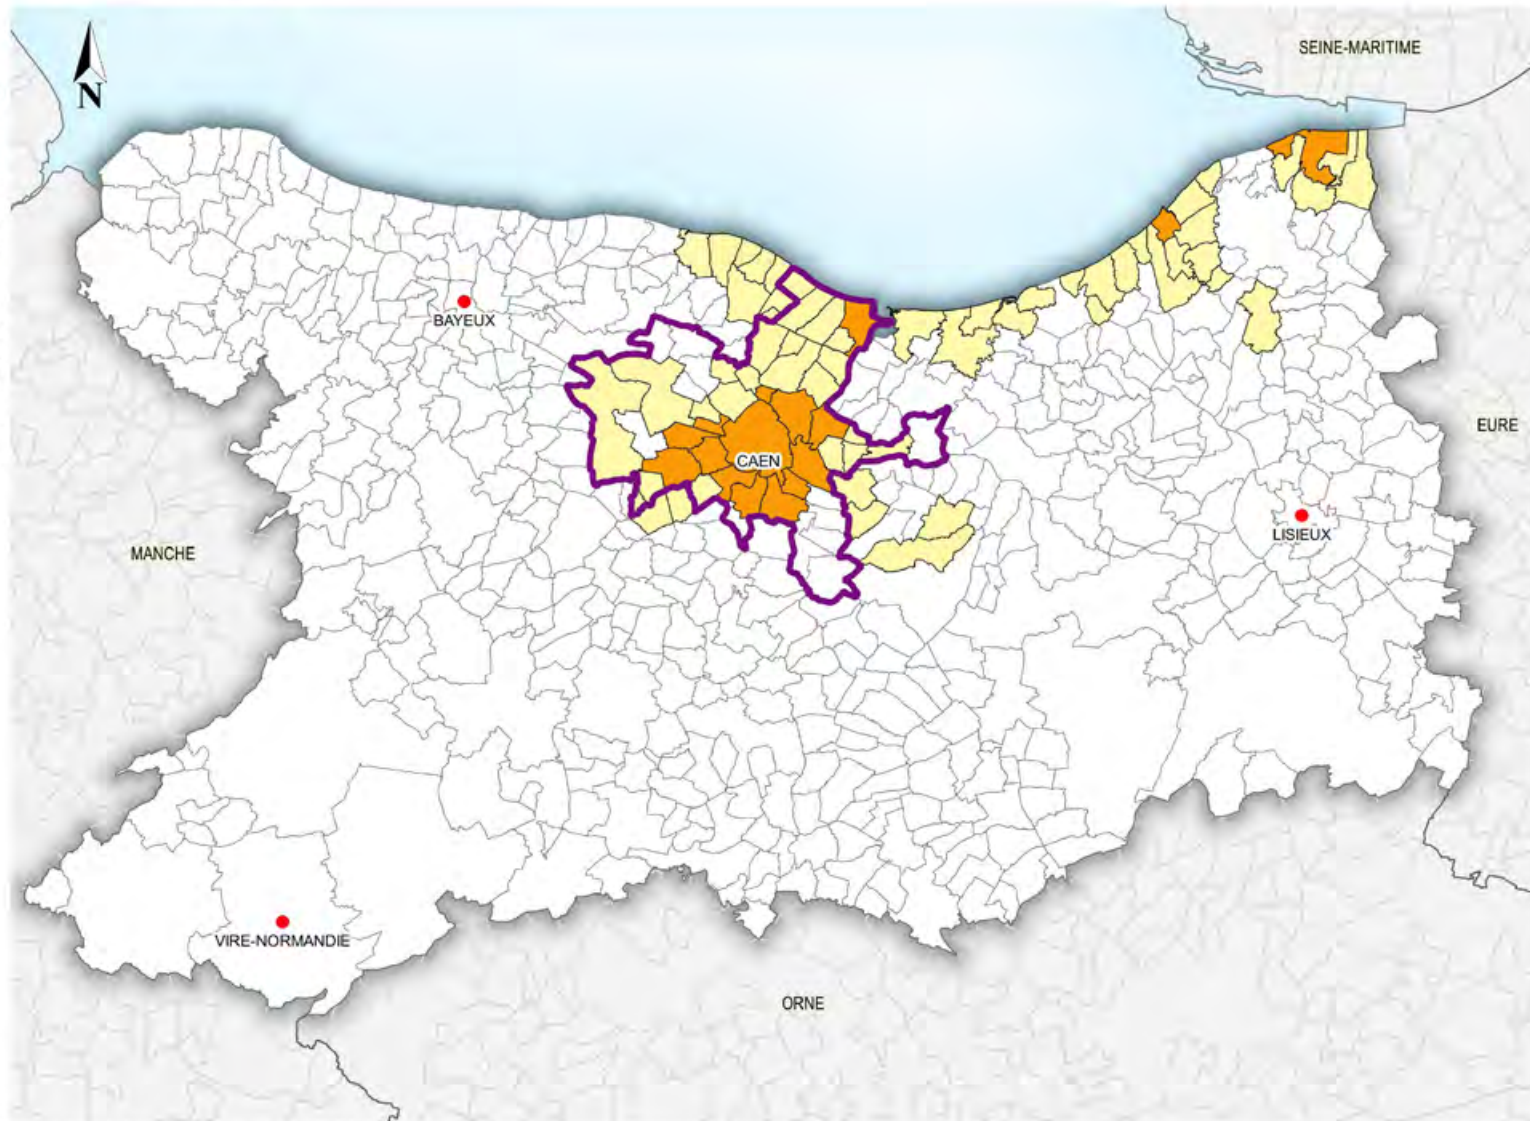 SEINE-MARITIME
N
BAYEUX
EURE
CAEN
LISIEUX
MANCHE
VIRE-NORMANDIE
ORNE